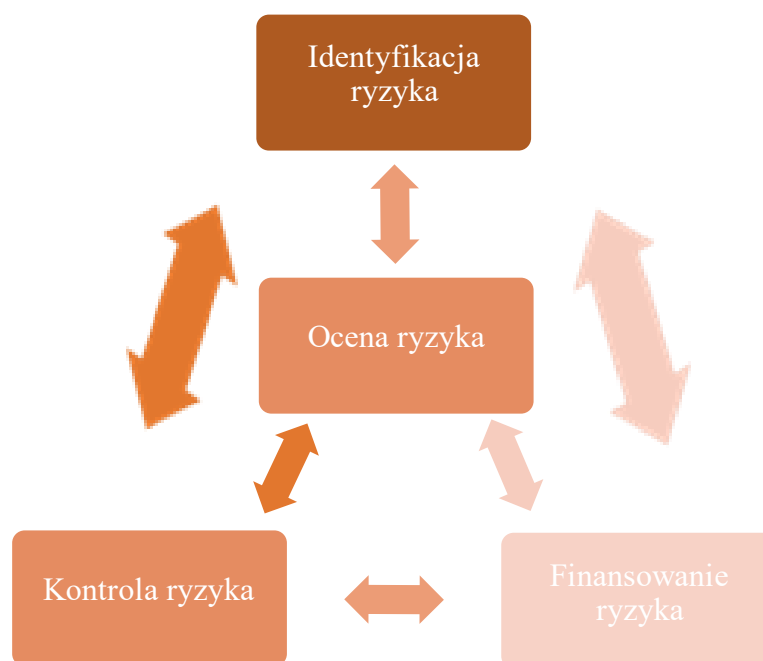 Identyfikacja
ryzyka
Ocena ryzyka
Kontrola ryzyka
Finansowanie
ryzyka